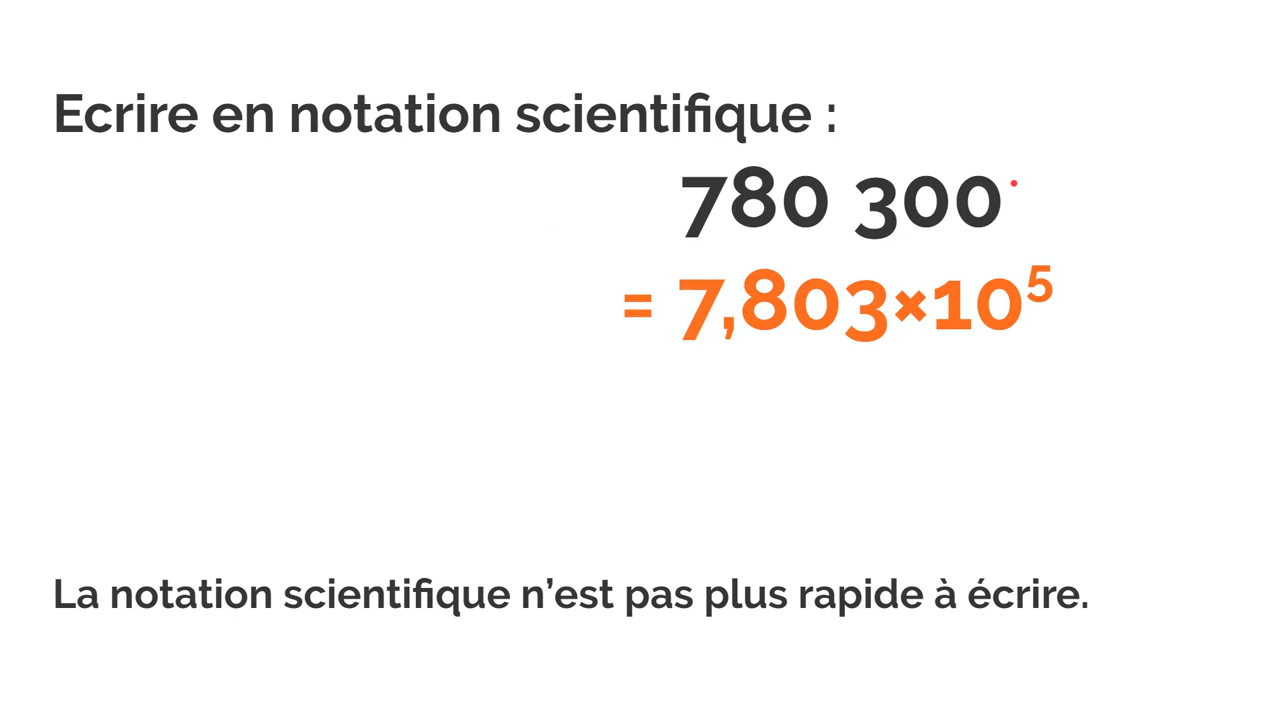 Ecrire en notation scientifique :
780 300
= 7,803×10⁵
La notation scientifique n’est pas plus rapide à écrire.